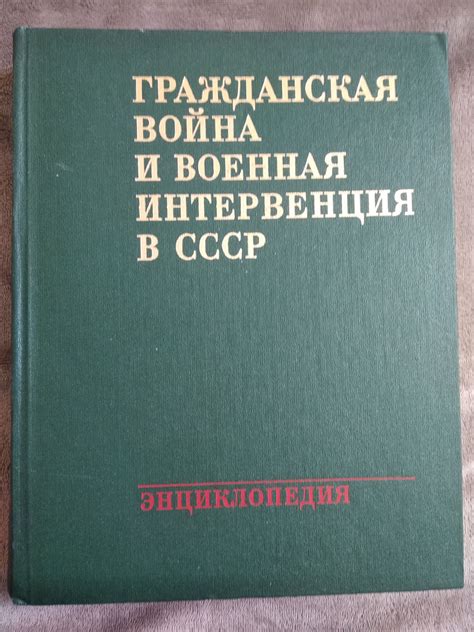 ГРАЖДАНСКАЯ
ВОЙНА
И ВОЕННАЯ
ИНТЕРВЕНЦИЯ
В СССР
ЭНЦИКЛОПЕДИЯ